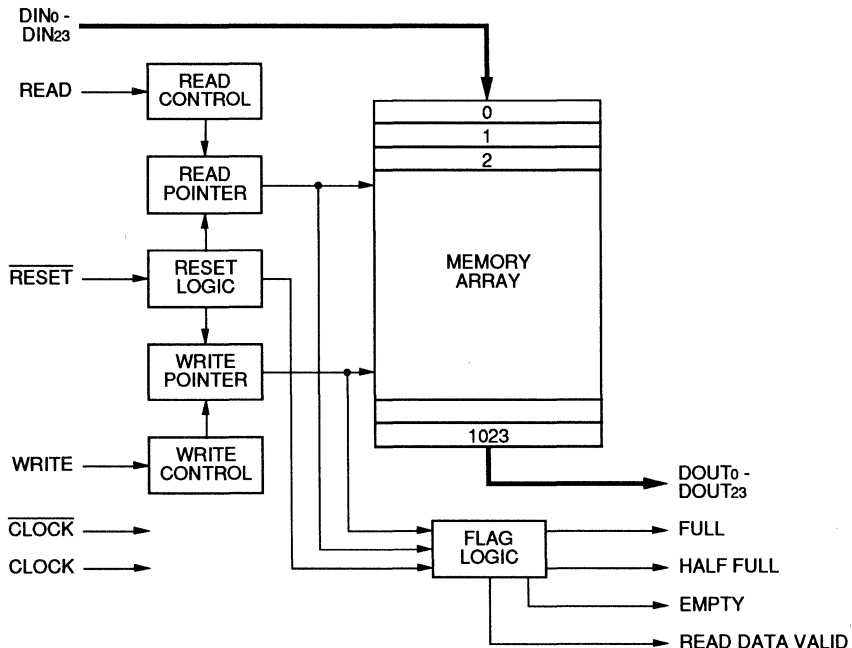 DIN0 -
DIN23
READ
READ
CONTROL
0
1
2
READ
POINTER
RESET
RESET
LOGIC
MEMORY
ARRAY
WRITE
POINTER
1023
WRITE
WRITE
CONTROL
DOUT0 -
DOUT23
CLOCK
CLOCK
FLAG
LOGIC
FULL
HALF FULL
EMPTY
READ DATA VALID